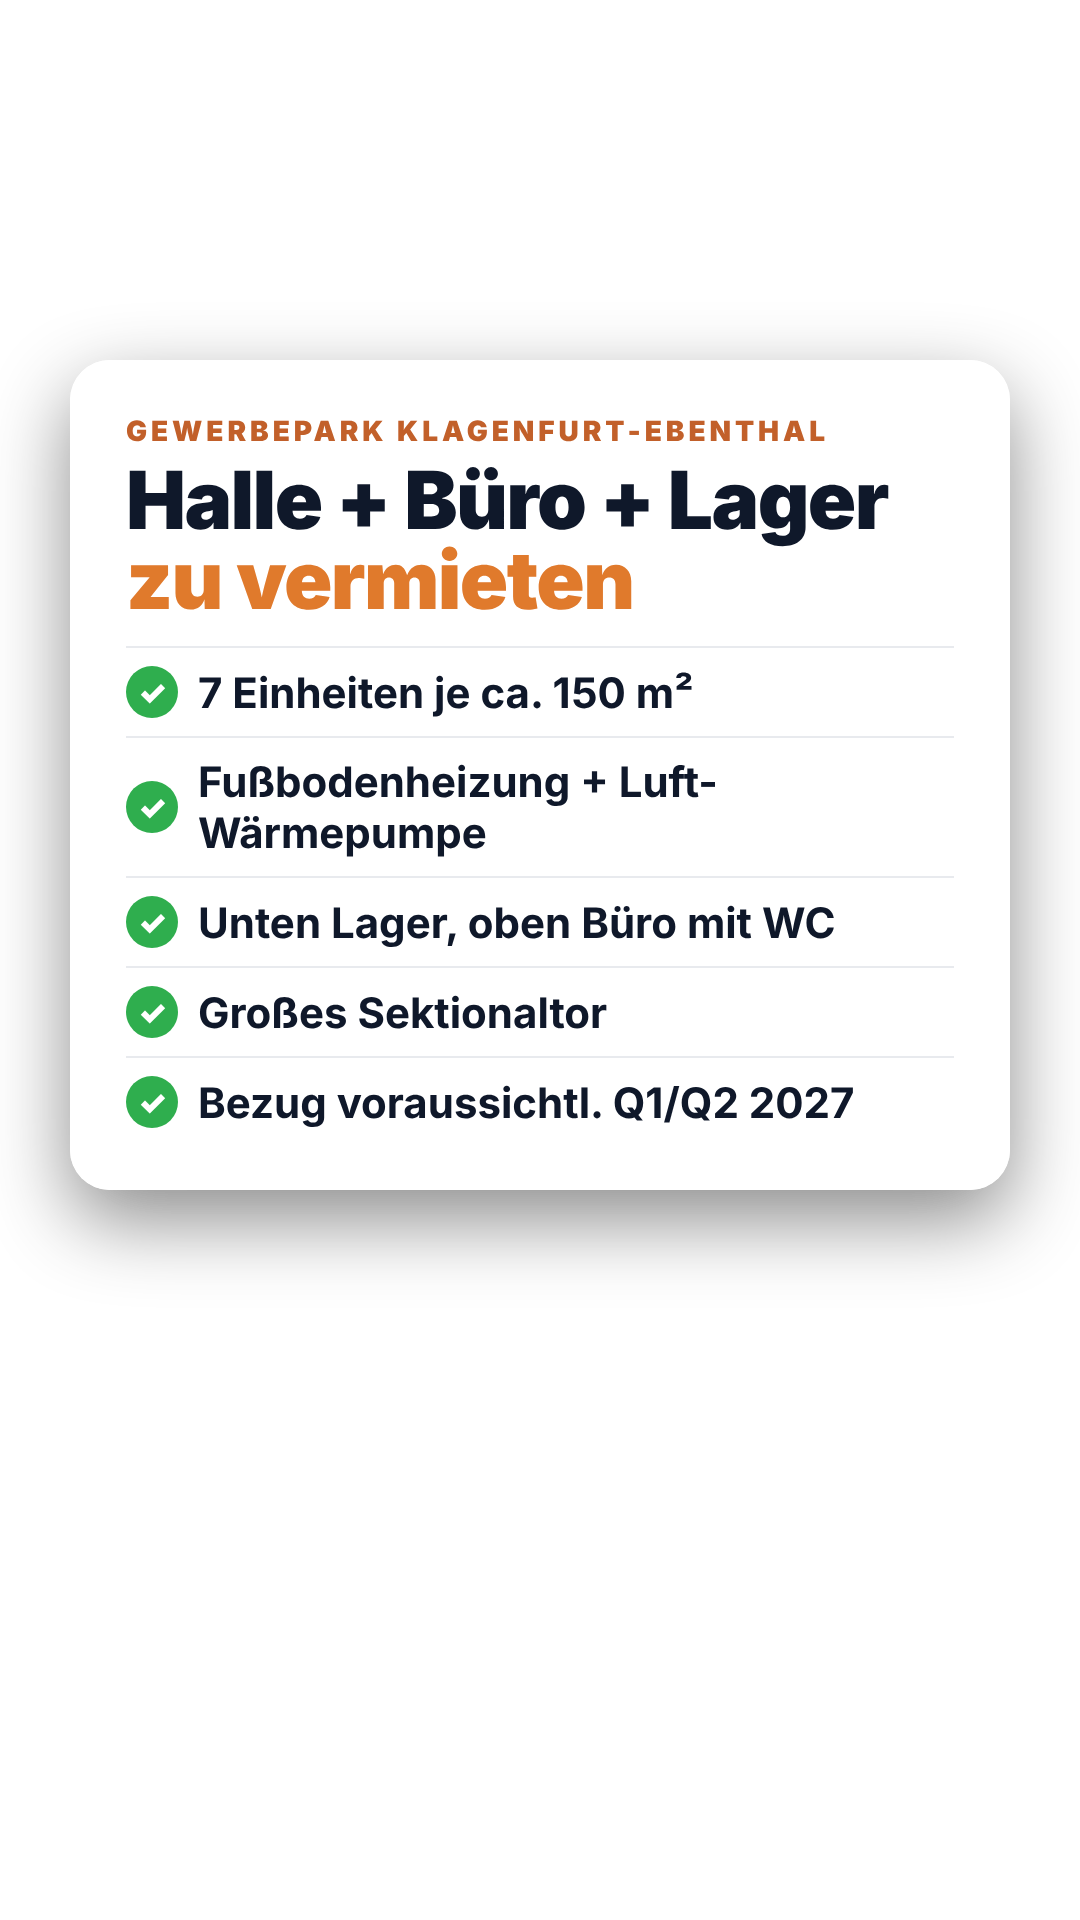 GEWERBEPARK KLAGENFURT-EBENTHAL
Halle + Büro + Lager
zu vermieten
7 Einheiten je ca. 150 m²
Fußbodenheizung + Luft-
Wärmepumpe
Unten Lager, oben Büro mit WC
Großes Sektionaltor
Bezug voraussichtl. Q1/Q2 2027